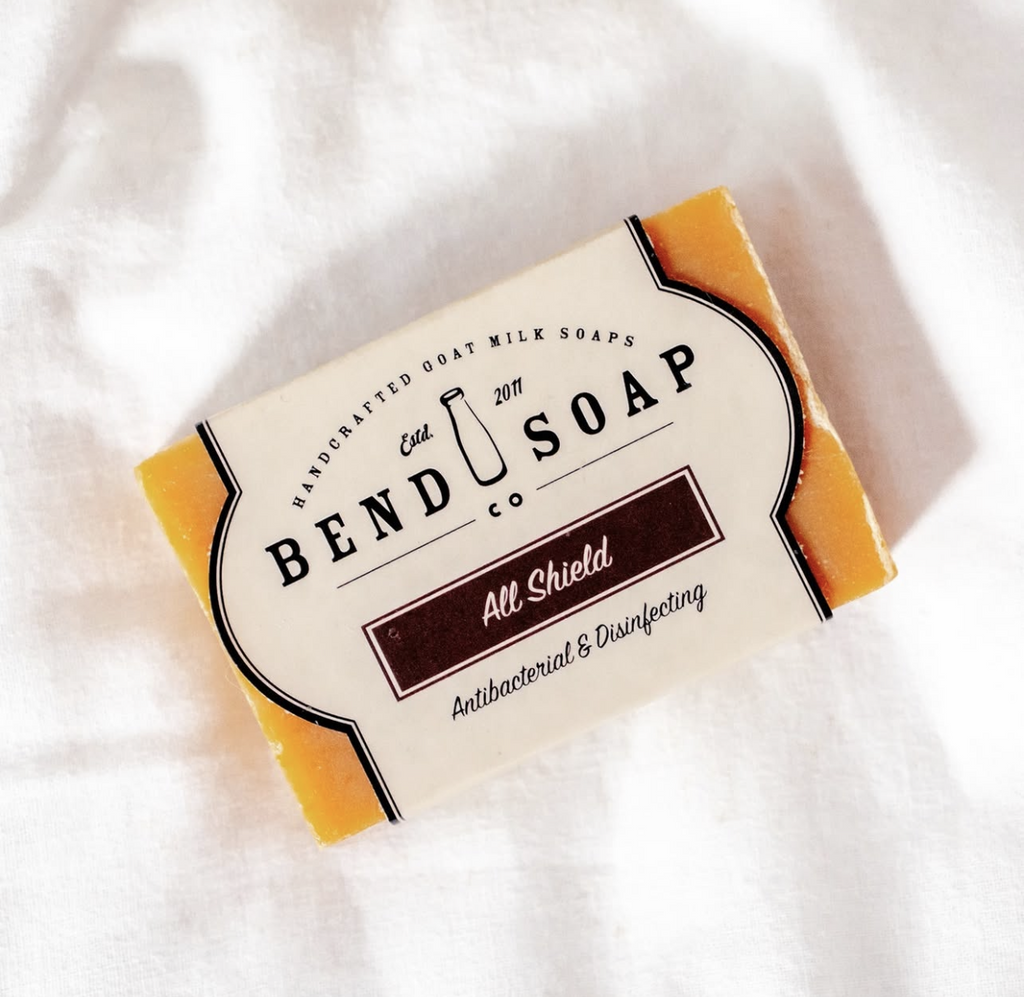 HANDCRAFTED GOAT MILK SOAPS
Estd. 2011
BEND SOAP
CO
All Shield
Antibacterial & Disinfecting